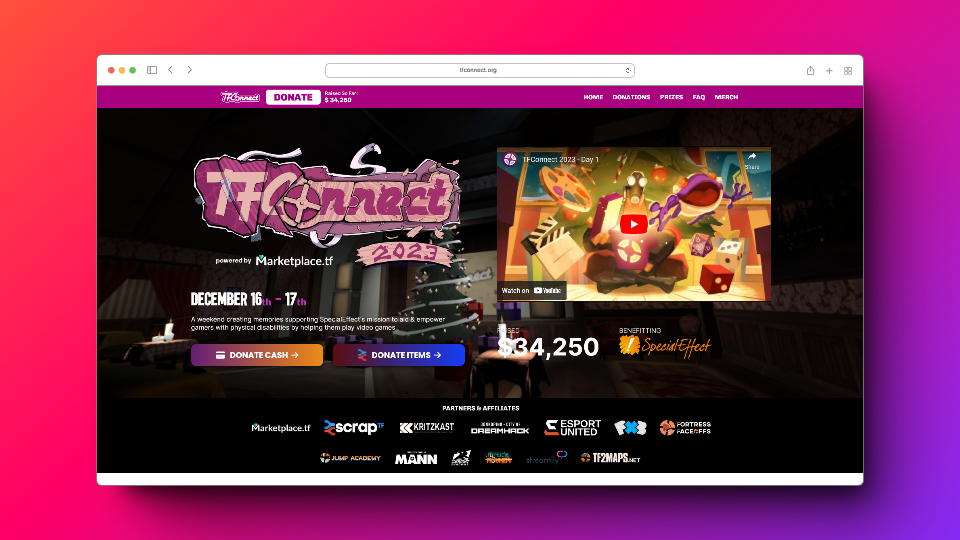 tfconnect.org
TFConnect
DONATE
Raised So Far:
$ 34,250
HOME DONATIONS PRIZES FAQ MERCH
TFConnect
2023
powered by Marketplace.tf
DECEMBER 16th - 17th
A weekend creating memories supporting SpecialEffect's mission to aid & empower
gamers with physical disabilities by helping them play video games
DONATE CASH →
DONATE ITEMS →
TFConnect 2023 - Day 1
Share
Watch on YouTube
RAISED
$34,250
BENEFITTING
SpecialEffect
PARTNERS & AFFILIATES
Marketplace.tf
scrap TF
KRITZKAST
DREAMHACK
ESPORT
UNITED
FORTRESS
JUMP ACADEMY
MANN
streamify
TF2MAPS.NET